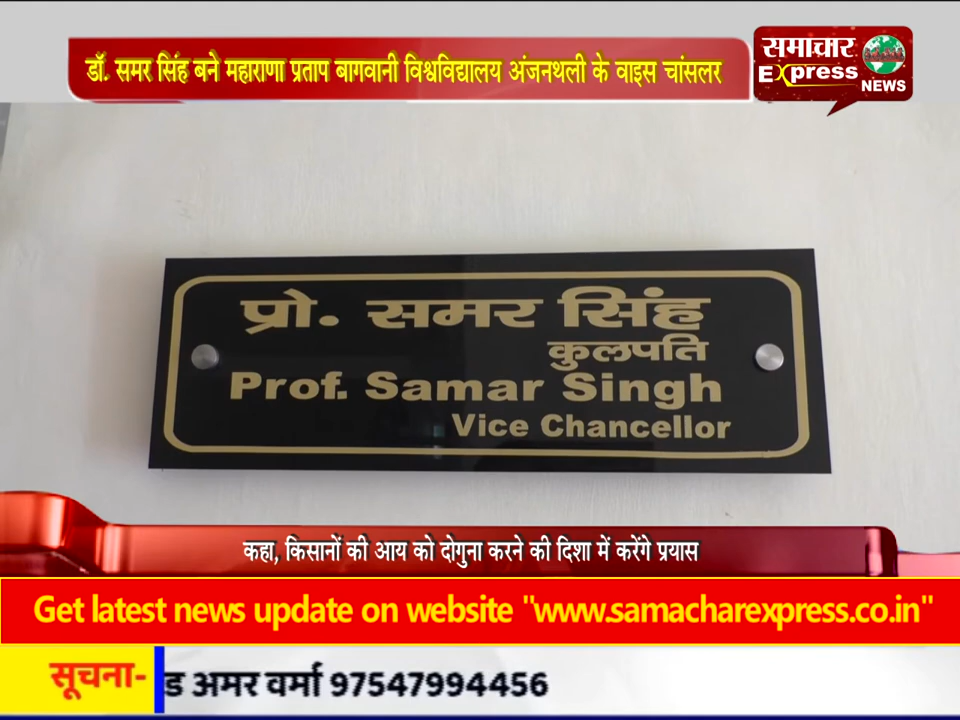 डॉ. समर सिंह बने महाराणा प्रताप बागवानी विश्वविद्यालय अंजनथली के वाइस चांसलर
समाचार
Express
NEWS
प्रो. समर सिंह
कुलपति
Prof. Samar Singh
Vice Chancellor
कहा, किसानों की आय को दोगुना करने की दिशा में करेंगे प्रयास
Get latest news update on website "www.samacharexpress.co.in"
सूचना- ड अमर वर्मा 97547994456